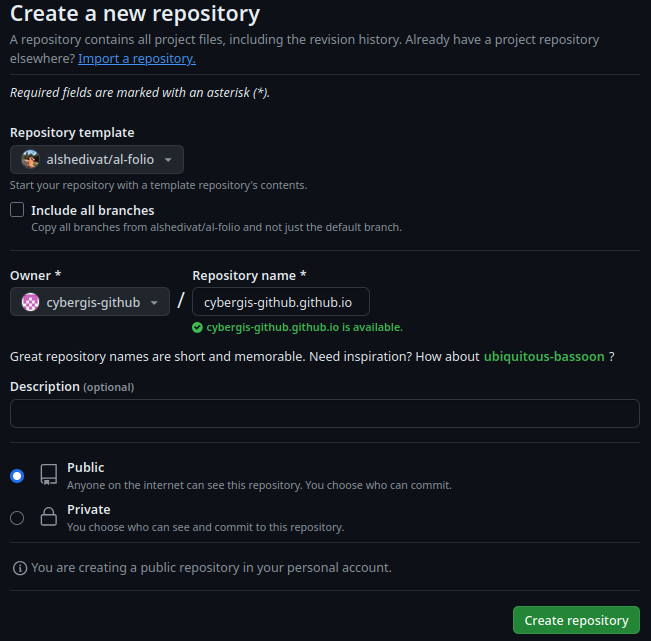 Create a new repository
A repository contains all project files, including the revision history. Already have a project repository
elsewhere? Import a repository.
Required fields are marked with an asterisk (*).
Repository template
alshedivat/al-folio
Start your repository with a template repository's contents.
Include all branches
Copy all branches from alshedivat/al-folio and not just the default branch.
Owner * Repository name *
cybergis-github / cybergis-github.github.io
cybergis-github.github.io is available.
Great repository names are short and memorable. Need inspiration? How about ubiquitous-bassoon ?
Description (optional)
Public
Anyone on the internet can see this repository. You choose who can commit.
Private
You choose who can see and commit to this repository.
You are creating a public repository in your personal account.
Create repository